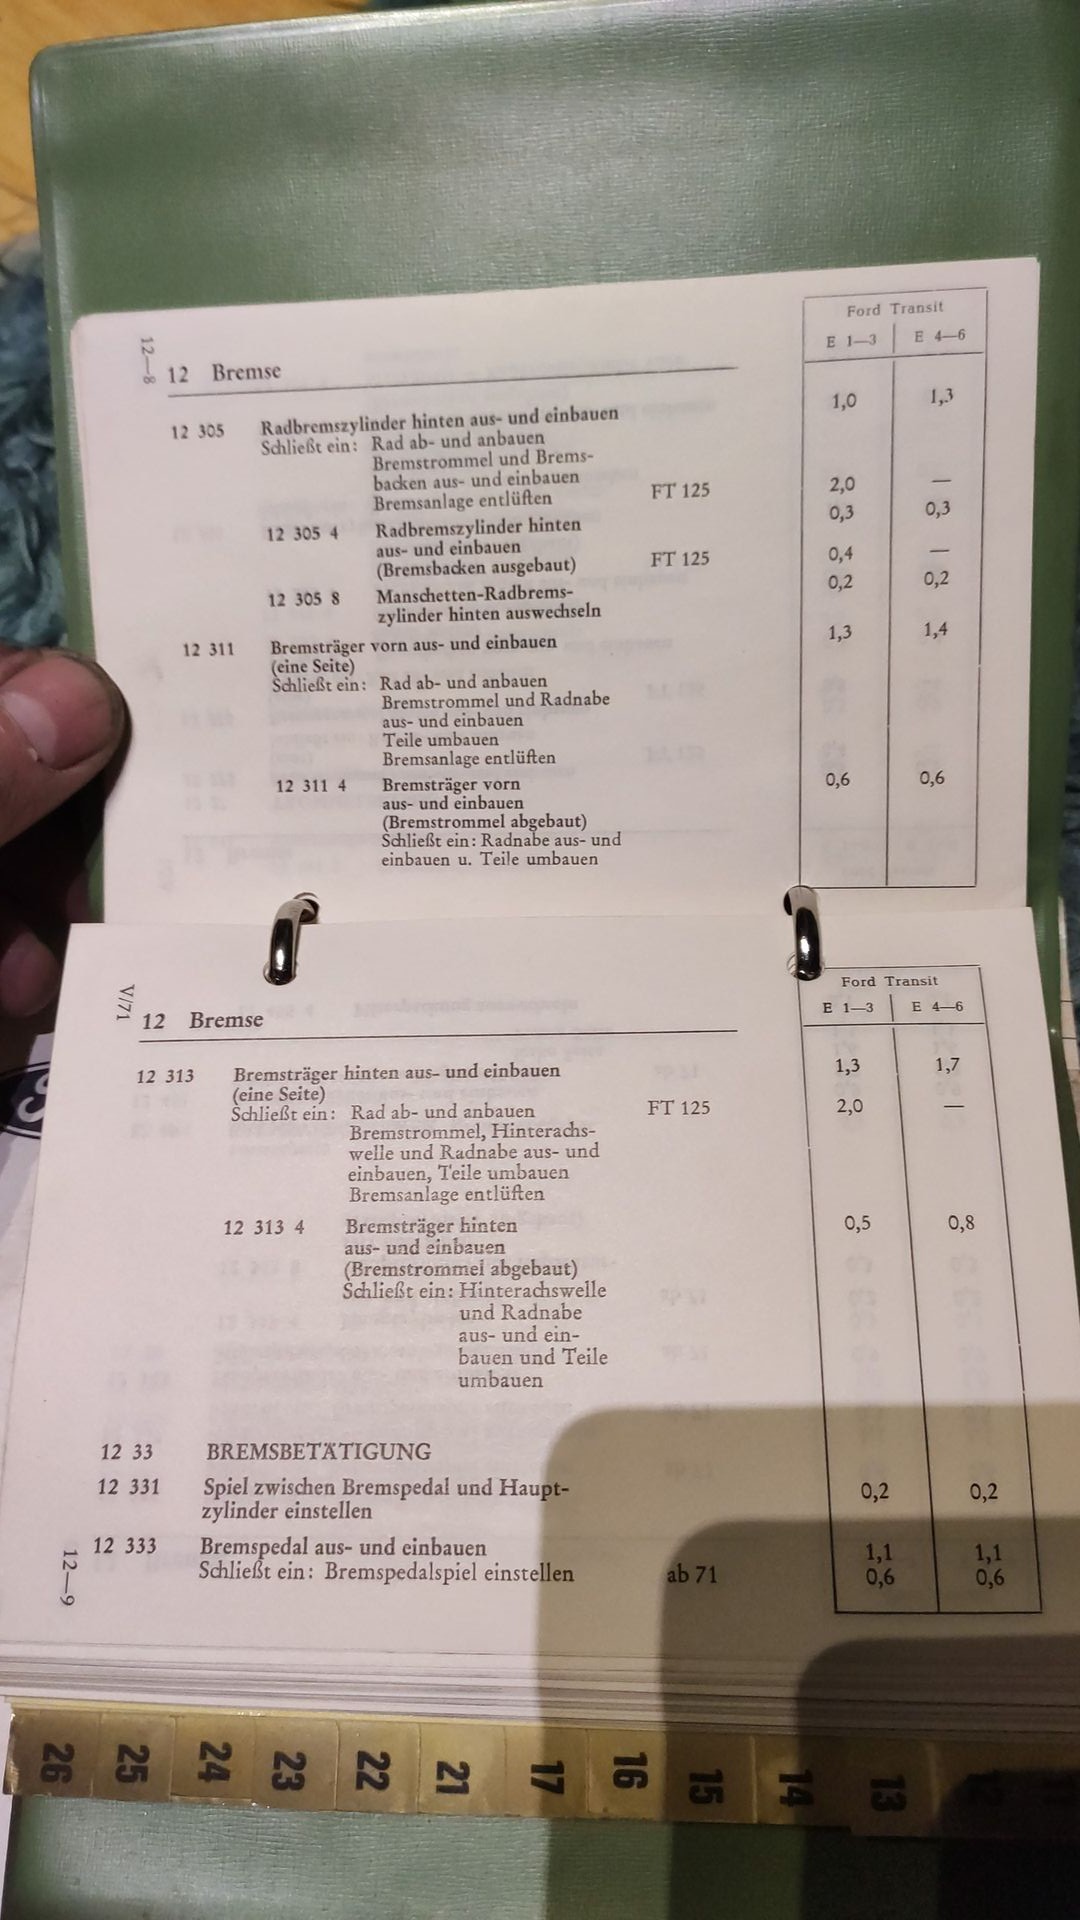 12—8
Ford Transit
E 1—3 E 4—6
12 Bremse
12 305 Radbremszylinder hinten aus- und einbauen 1,0 1,3
Schließt ein: Rad ab- und anbauen
Bremstrommel und Brems-
backen aus- und einbauen
Bremsanlage entlüften FT 125 2,0 —
12 305 4 Radbremszylinder hinten 0,3 0,3
aus- und einbauen
(Bremsbacken ausgebaut) FT 125 0,4 —
12 305 8 Manschetten-Radbrems- 0,2 0,2
zylinder hinten auswechseln
12 311 Bremsträger vorn aus- und einbauen 1,3 1,4
(eine Seite)
Schließt ein: Rad ab- und anbauen
Bremstrommel und Radnabe
aus- und einbauen
Teile umbauen
Bremsanlage entlüften
12 311 4 Bremsträger vorn 0,6 0,6
aus- und einbauen
(Bremstrommel abgebaut)
Schließt ein: Radnabe aus- und
einbauen u. Teile umbauen
V/71
Ford Transit
E 1—3 E 4—6
12 Bremse
12 313 Bremsträger hinten aus- und einbauen 1,3 1,7
(eine Seite)
Schließt ein: Rad ab- und anbauen FT 125 2,0 —
Bremstrommel, Hinterachs-
welle und Radnabe aus- und
einbauen, Teile umbauen
Bremsanlage entlüften
12 313 4 Bremsträger hinten 0,5 0,8
aus- und einbauen
(Bremstrommel abgebaut)
Schließt ein: Hinterachswelle
und Radnabe
aus- und ein-
bauen und Teile
umbauen
12 33 BREMSBETÄTIGUNG
12 331 Spiel zwischen Bremspedal und Haupt- 0,2 0,2
zylinder einstellen
12 333 Bremspedal aus- und einbauen 1,1 1,1
Schließt ein: Bremspedalspiel einstellen ab 71 0,6 0,6
12—9
26 25 24 23 22 21 17 16 15 14 13